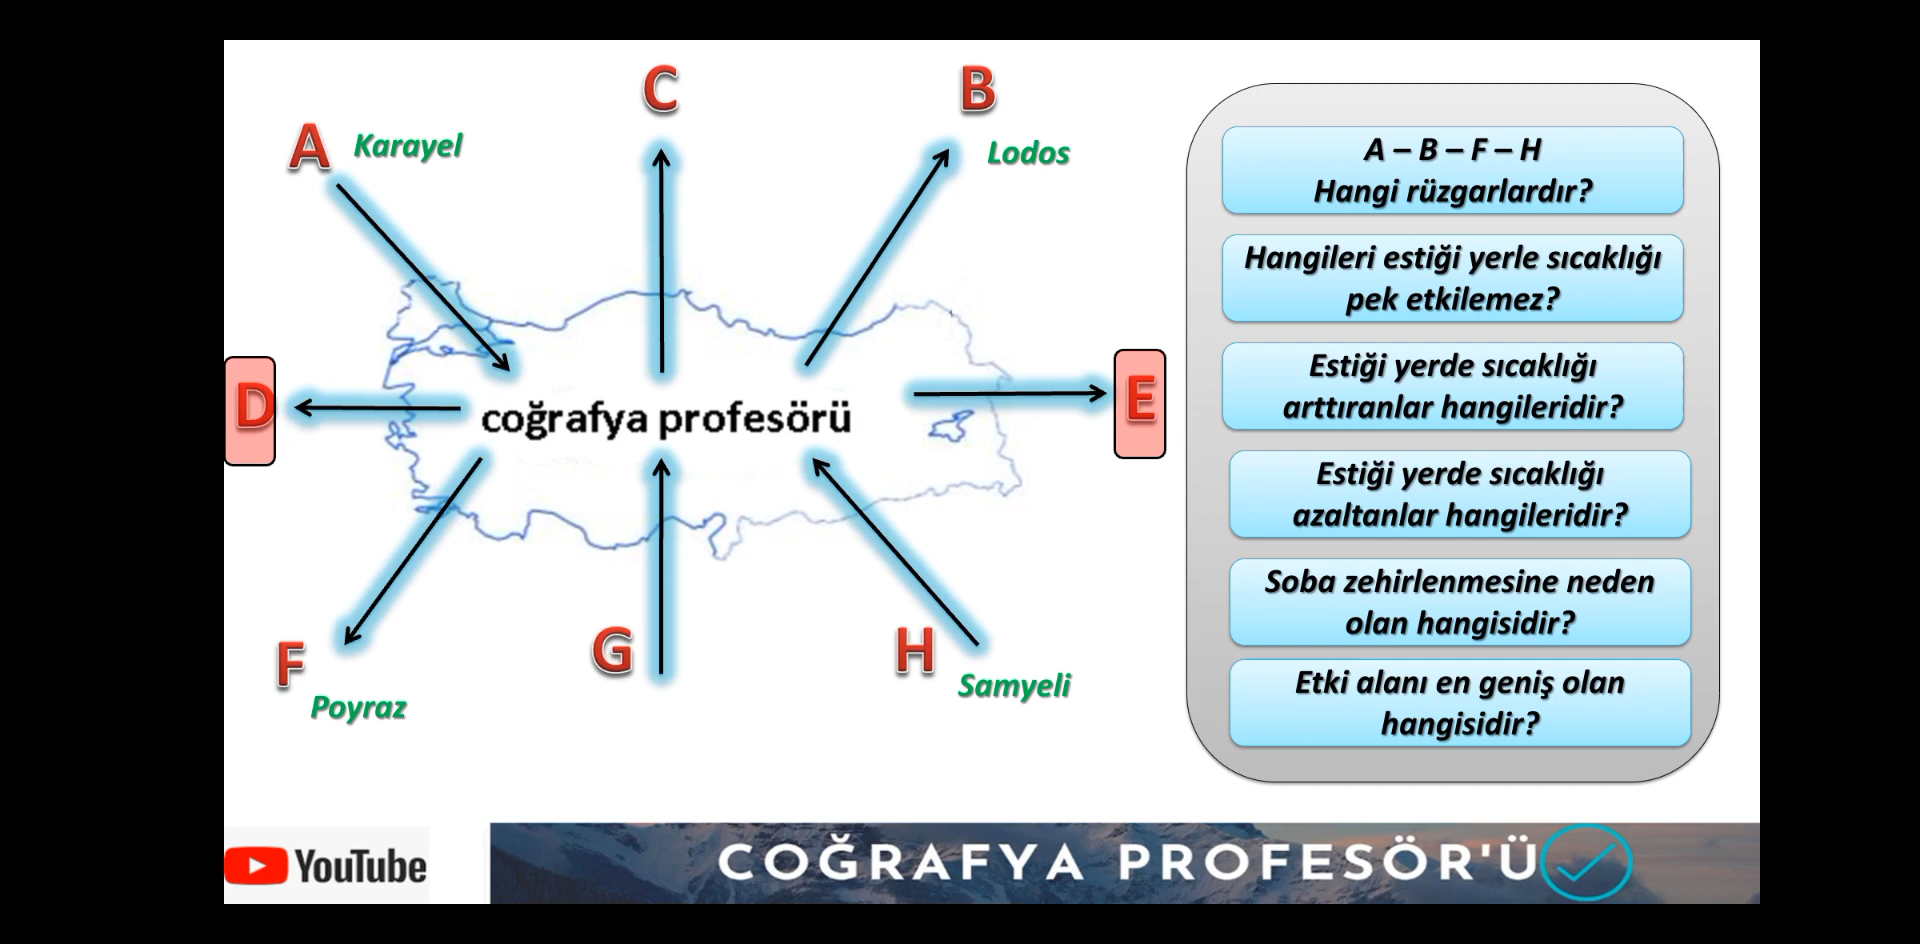 C
B
A
Karayel
Lodos
D
coğrafya profesörü
E
F
Poyraz
G
H
Samyeli
A – B – F – H
Hangi rüzgarlardır?
Hangileri estiği yerle sıcaklığı
pek etkilemez?
Estiği yerde sıcaklığı
arttıranlar hangileridir?
Estiği yerde sıcaklığı
azaltanlar hangileridir?
Soba zehirlenmesine neden
olan hangisidir?
Etki alanı en geniş olan
hangisidir?
YouTube
COĞRAFYA PROFESÖR'Ü